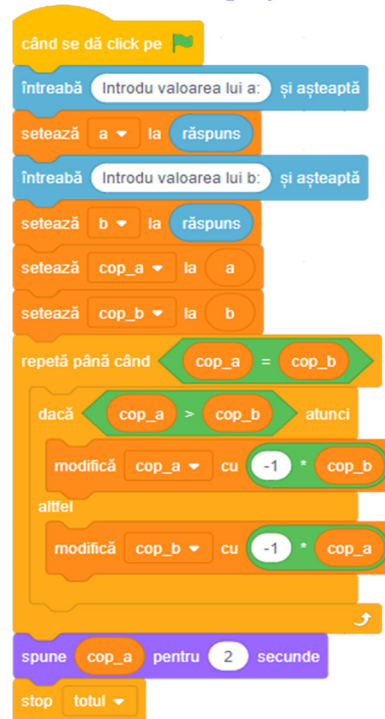 când se dă click pe
întreabă Introdu valoarea lui a: și așteaptă
setează a la răspuns
întreabă Introdu valoarea lui b: și așteaptă
setează b la răspuns
setează cop_a la a
setează cop_b la b
repetă până când cop_a = cop_b
dacă cop_a > cop_b atunci
modifică cop_a cu -1 * cop_b
altfel
modifică cop_b cu -1 * cop_a
spune cop_a pentru 2 secunde
stop totul